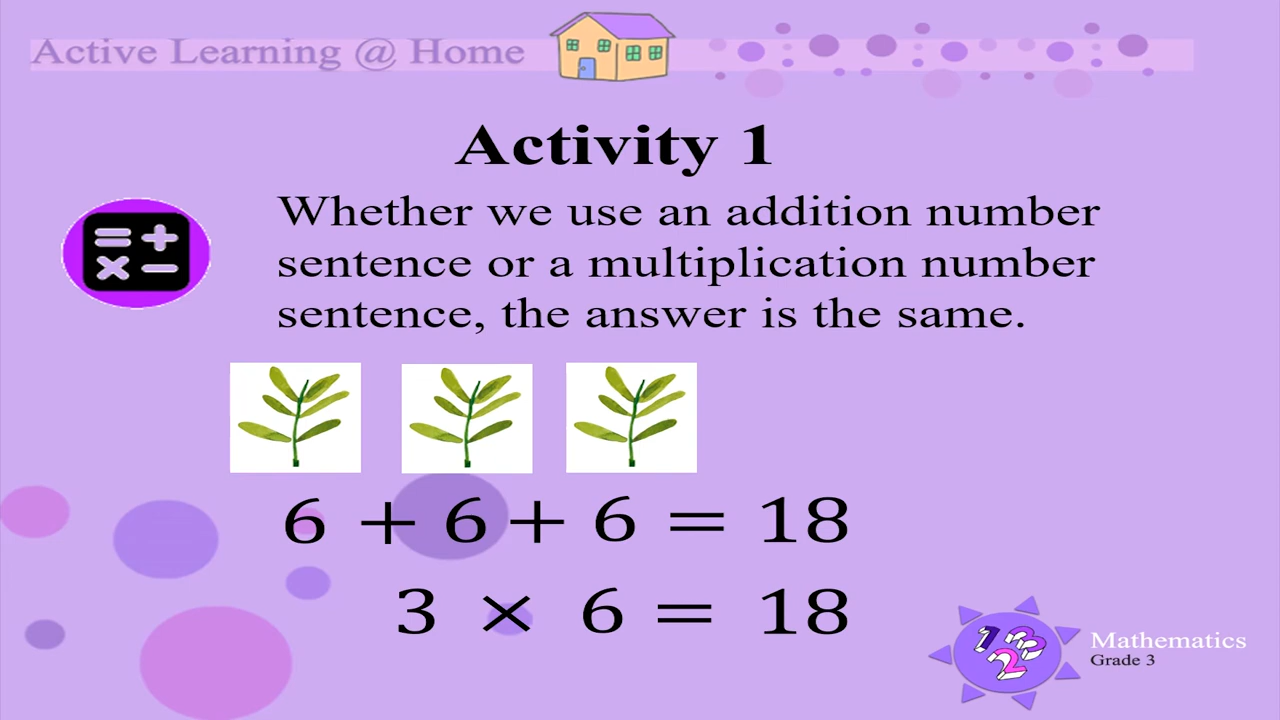 Active Learning @ Home
Activity 1
Whether we use an addition number
sentence or a multiplication number
sentence, the answer is the same.
6 + 6 + 6 = 18
3 × 6 = 18
123
Mathematics
Grade 3